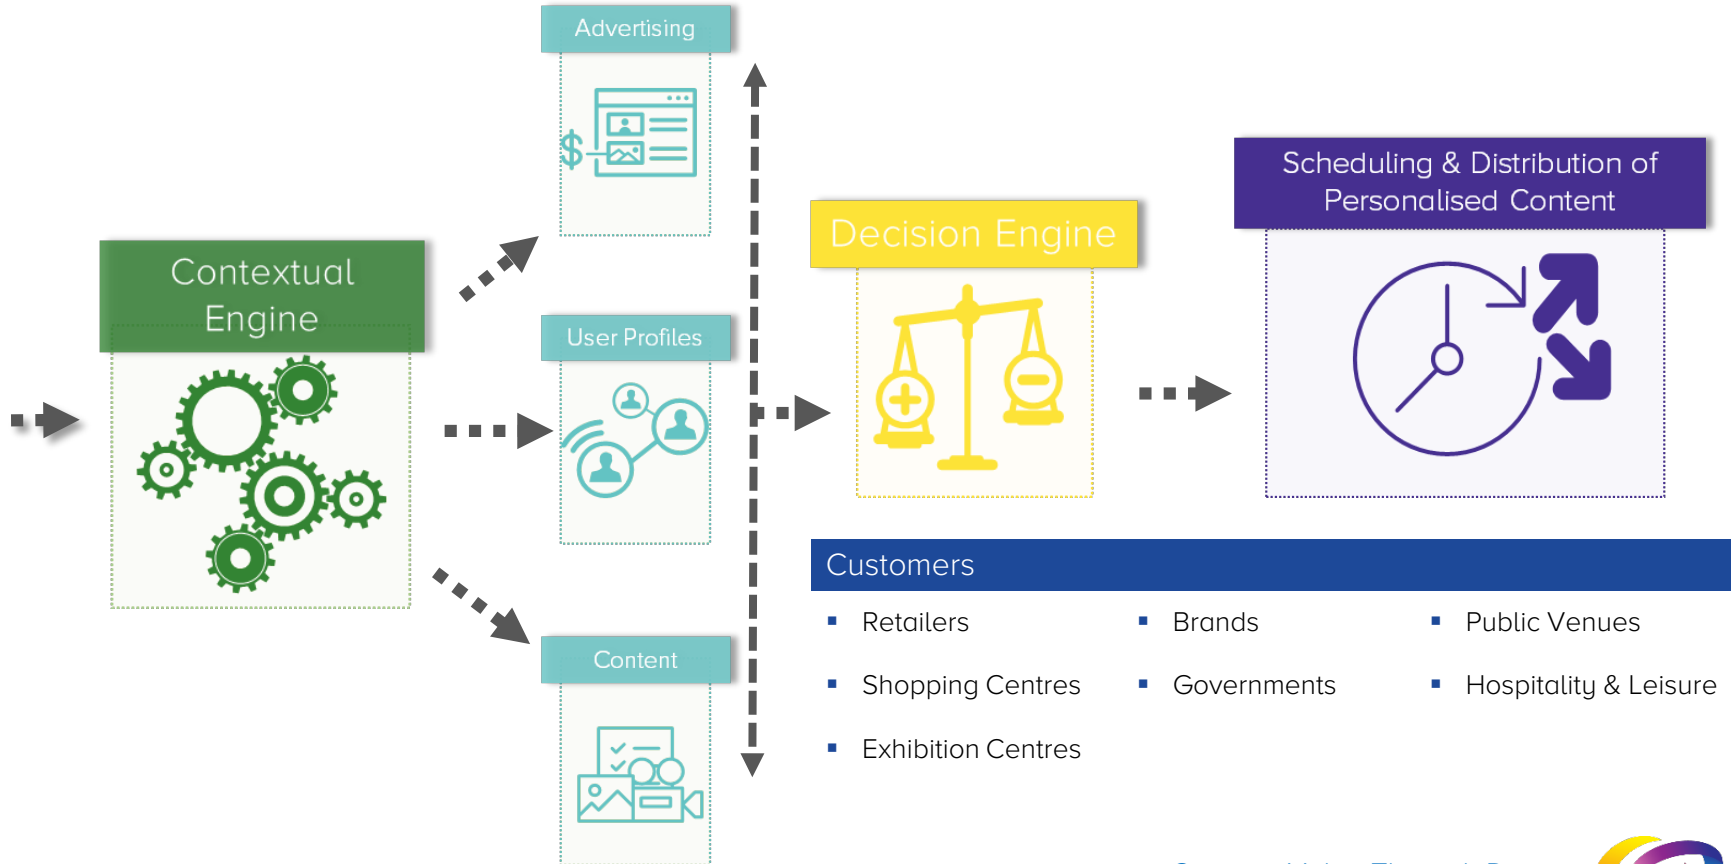 Advertising
Contextual
Engine
User Profiles
Content
Decision Engine
Scheduling & Distribution of
Personalised Content
Customers
Retailers
Brands
Public Venues
Shopping Centres
Governments
Hospitality & Leisure
Exhibition Centres